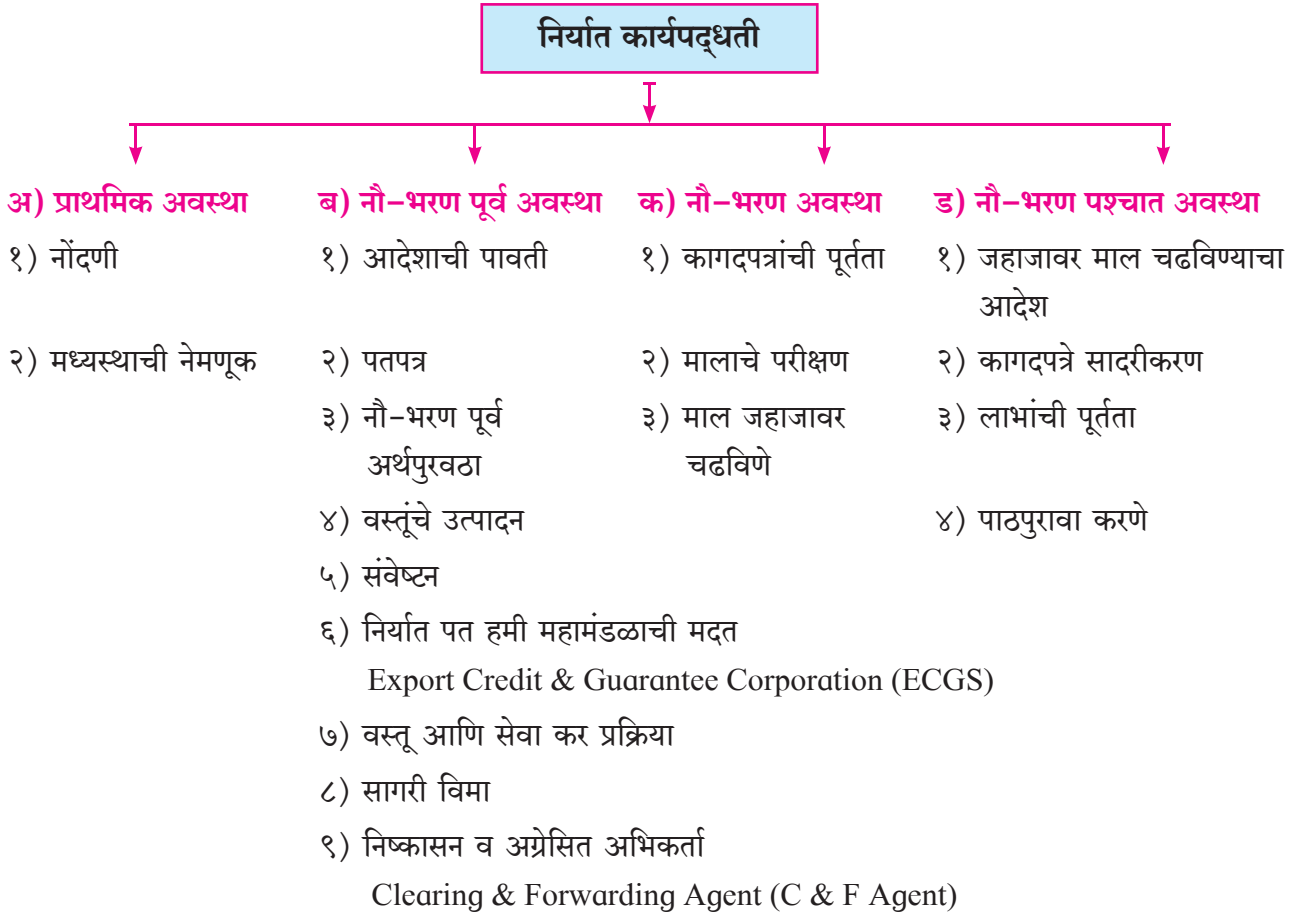 निर्यात कार्यपद्धती
अ) प्राथमिक अवस्था
१) नोंदणी
२) मध्यस्थाची नेमणूक
ब) नौ-भरण पूर्व अवस्था
१) आदेशाची पावती
२) पतपत्र
३) नौ-भरण पूर्व
अर्थपुरवठा
४) वस्तूंचे उत्पादन
५) संवेष्टन
६) निर्यात पत हमी महामंडळाची मदत
Export Credit & Guarantee Corporation (ECGS)
७) वस्तू आणि सेवा कर प्रक्रिया
८) सागरी विमा
९) निष्कासन व अग्रेसित अभिकर्ता
Clearing & Forwarding Agent (C & F Agent)
क) नौ-भरण अवस्था
१) कागदपत्रांची पूर्तता
२) मालाचे परीक्षण
३) माल जहाजावर
चढविणे
ड) नौ-भरण पश्चात अवस्था
१) जहाजावर माल चढविण्याचा
आदेश
२) कागदपत्रे सादरीकरण
३) लाभांची पूर्तता
४) पाठपुरावा करणे